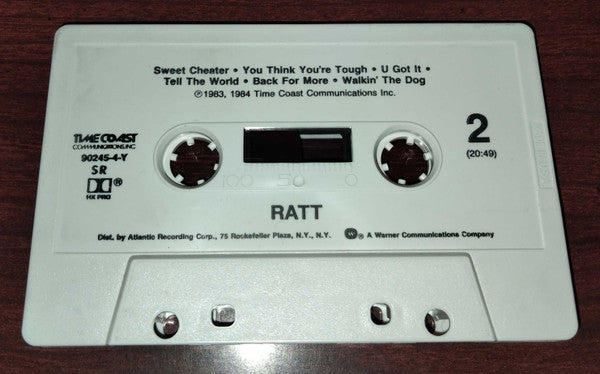 Sweet Cheater • You Think You're Tough • U Got It •
Tell The World • Back For More • Walkin' The Dog
℗1983, 1984 Time Coast Communications Inc.
TIME COAST
COMMUNICATIONS, INC
90245-4-Y
SR
HX PRO
2
(20:49)
100 50 0
RATT
Dist. by Atlantic Recording Corp., 75 Rockefeller Plaza, N.Y., N.Y. A Warner Communications Company